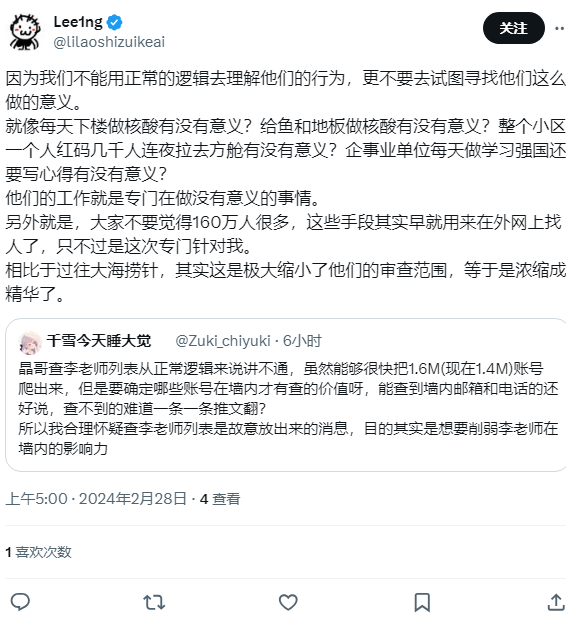 Lee1ng
@lilaoshizuikeai
关注
因为我们不能用正常的逻辑去理解他们的行为，更不要去试图寻找他们这么
做的意义。
就像每天下楼做核酸有没有意义？给鱼和地板做核酸有没有意义？整个小区
一个人红码几千人连夜拉去方舱有没有意义？企事业单位每天做学习强国还
要写心得有没有意义？
他们的工作就是专门在做没有意义的事情。
另外就是，大家不要觉得160万人很多，这些手段其实早就用来在外网上找
人了，只不过是这次专门针对我。
相比于过往大海捞针，其实这是极大缩小了他们的审查范围，等于是浓缩成
精华了。
千雪今天睡大觉 @Zuki_chiyuki · 6小时
瞐哥查李老师列表从正常逻辑来说讲不通，虽然能够很快把1.6M(现在1.4M)账号
爬出来，但是要确定哪些账号在墙内才有查的价值呀，能查到墙内邮箱和电话的还
好说，查不到的难道一条一条推文翻？
所以我合理怀疑查李老师列表是故意放出来的消息，目的其实是想要削弱李老师在
墙内的影响力
上午5:00 · 2024年2月28日 · 4 查看
1 喜欢次数